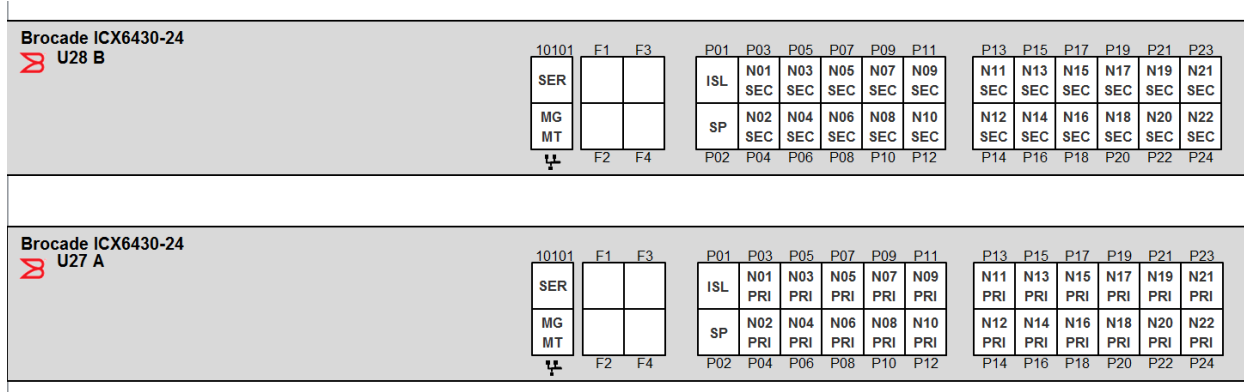 Brocade ICX6430-24
U28 B
10101 F1 F3 P01 P03 P05 P07 P09 P11 P13 P15 P17 P19 P21 P23
SER ISL N01 N03 N05 N07 N09 N11 N13 N15 N17 N19 N21
SEC SEC SEC SEC SEC SEC SEC SEC SEC SEC SEC
MG SP N02 N04 N06 N08 N10 N12 N14 N16 N18 N20 N22
MT SEC SEC SEC SEC SEC SEC SEC SEC SEC SEC SEC
F2 F4 P02 P04 P06 P08 P10 P12 P14 P16 P18 P20 P22 P24
Brocade ICX6430-24
U27 A
10101 F1 F3 P01 P03 P05 P07 P09 P11 P13 P15 P17 P19 P21 P23
SER ISL N01 N03 N05 N07 N09 N11 N13 N15 N17 N19 N21
PRI PRI PRI PRI PRI PRI PRI PRI PRI PRI PRI
MG SP N02 N04 N06 N08 N10 N12 N14 N16 N18 N20 N22
MT PRI PRI PRI PRI PRI PRI PRI PRI PRI PRI PRI
F2 F4 P02 P04 P06 P08 P10 P12 P14 P16 P18 P20 P22 P24